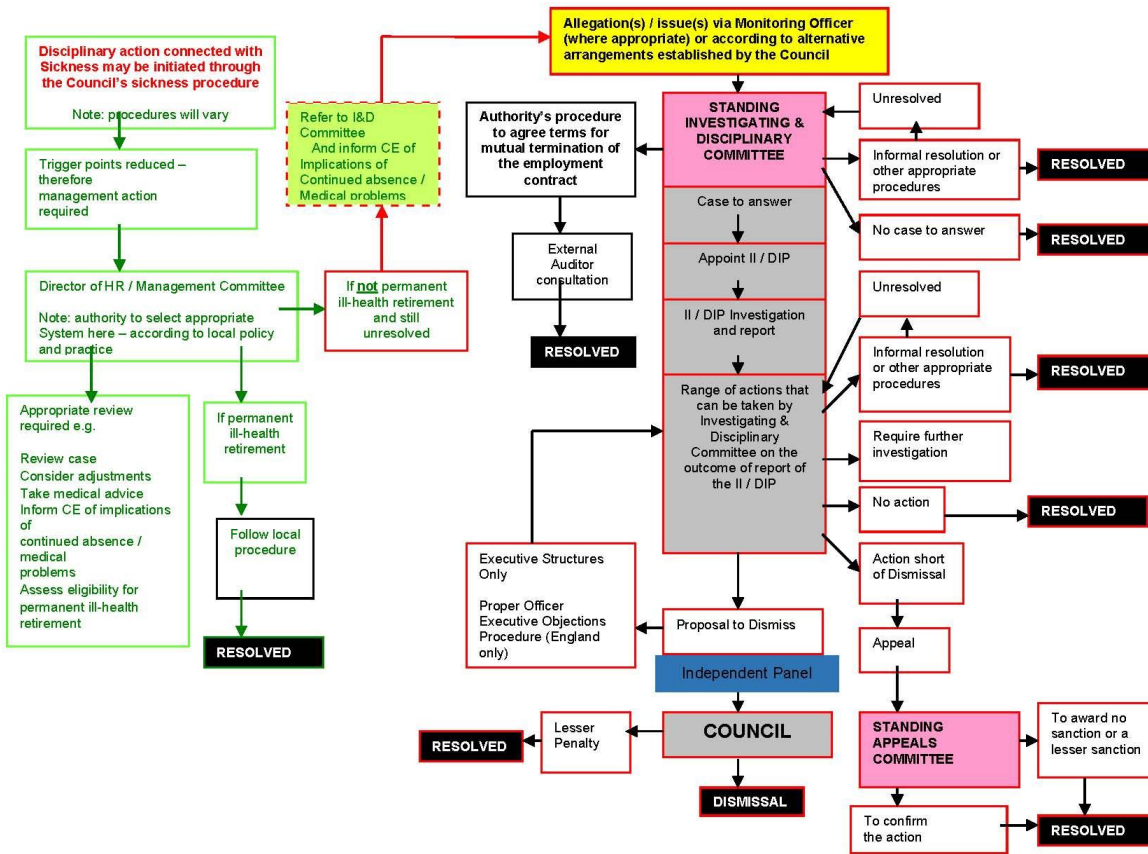 Allegation(s) / issue(s) via Monitoring Officer
(where appropriate) or according to alternative
arrangements established by the Council
Disciplinary action connected with
Sickness may be initiated through
the Council's sickness procedure
Note: procedures will vary
Trigger points reduced –
therefore
management action
required
Director of HR / Management Committee
Note: authority to select appropriate
System here – according to local policy
and practice
Appropriate review
required e.g.
Review case
Consider adjustments
Take medical advice
Inform CE of implications
of
continued absence /
medical
problems
Assess eligibility for
permanent ill-health
retirement
If permanent
ill-health
retirement
Follow local
procedure
RESOLVED
Refer to I&D
Committee
And inform CE of
Implications of
Continued absence /
Medical problems
If not permanent
ill-health retirement
and still
unresolved
Authority's procedure
to agree terms for
mutual termination
of the employment
contract
External
Auditor
consultation
RESOLVED
STANDING
INVESTIGATING &
DISCIPLINARY
COMMITTEE
Unresolved
Informal resolution or
other appropriate
procedures
RESOLVED
No case to answer
RESOLVED
Case to answer
Appoint II / DIP
II / DIP Investigation
and report
Range of actions that
can be taken by
Investigating &
Disciplinary
Committee on the
outcome of report of
the II / DIP
Unresolved
Informal resolution
or other appropriate
procedures
RESOLVED
Require further
investigation
No action
RESOLVED
Action short
of Dismissal
Appeal
Executive Structures
Only
Proper Officer
Executive Objections
Procedure (England
only)
Proposal to Dismiss
Independent Panel
COUNCIL
Lesser
Penalty
RESOLVED
DISMISSAL
STANDING
APPEALS
COMMITTEE
To award no
sanction or a
lesser sanction
To confirm
the action
RESOLVED